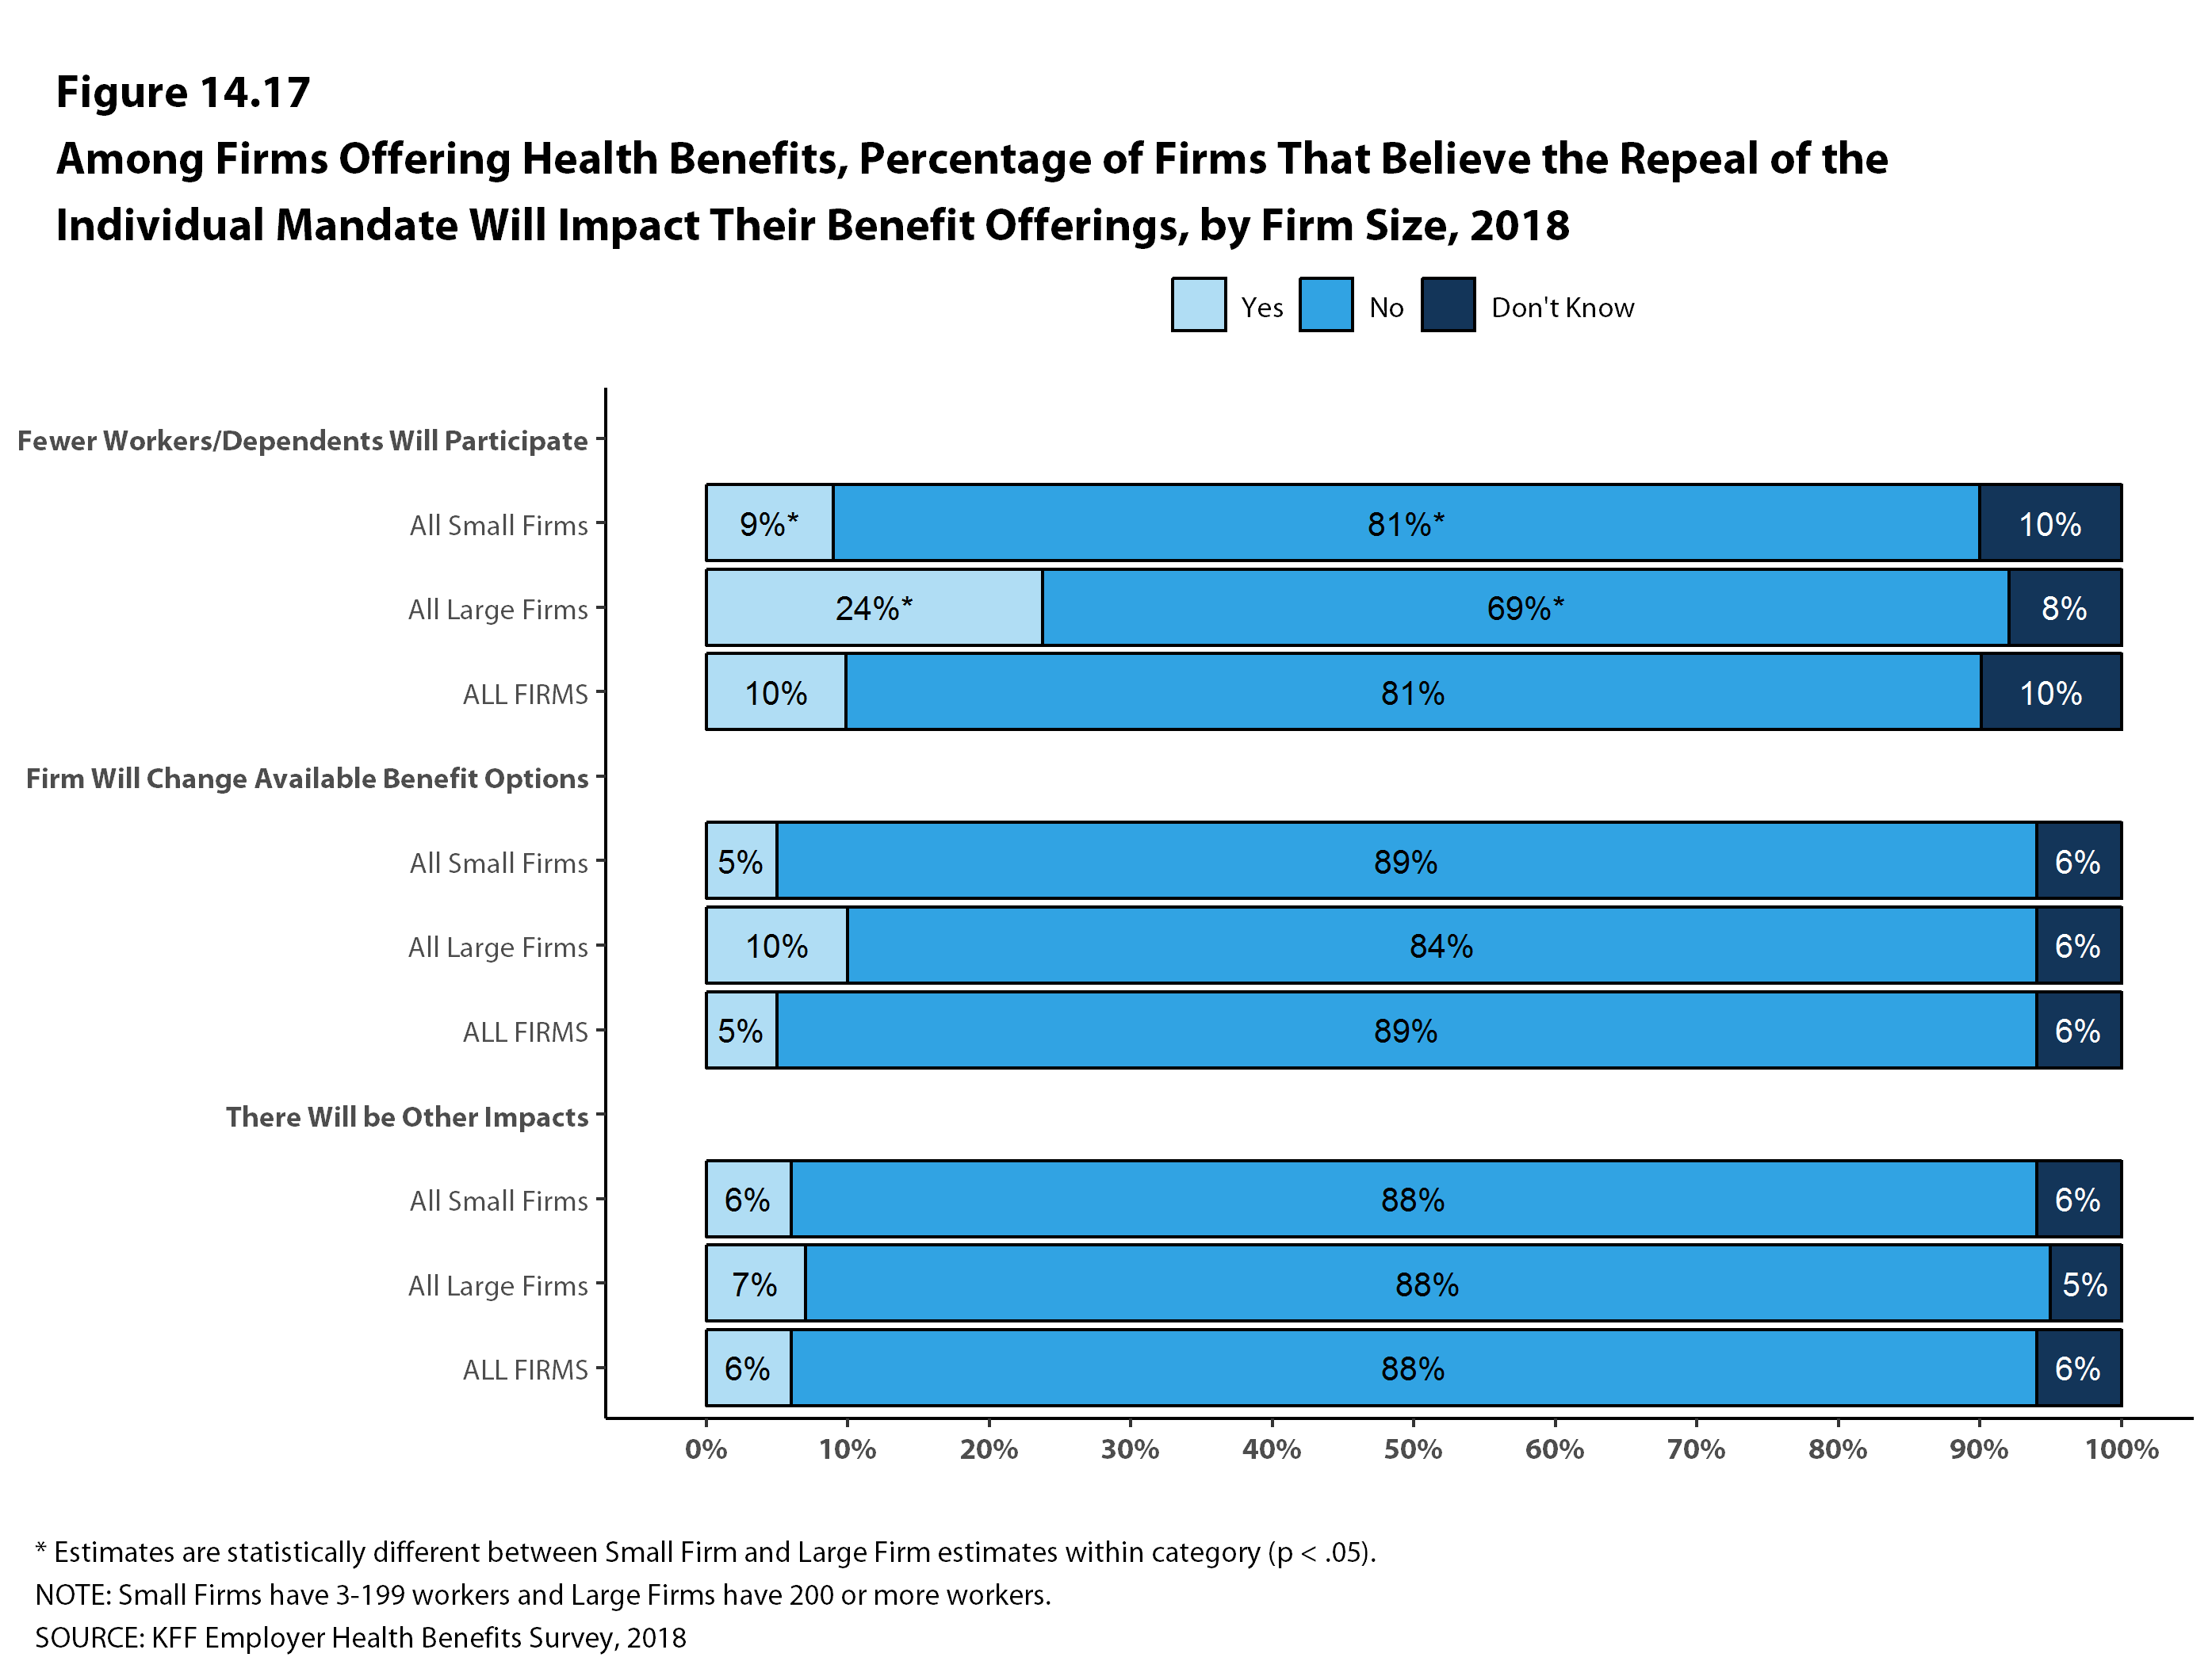 Figure 14.17
Among Firms Offering Health Benefits, Percentage of Firms That Believe the Repeal of the
Individual Mandate Will Impact Their Benefit Offerings, by Firm Size, 2018
Yes No Don't Know
Fewer Workers/Dependents Will Participate
All Small Firms 9%* 81%* 10%
All Large Firms 24%* 69%* 8%
ALL FIRMS 10% 81% 10%
Firm Will Change Available Benefit Options
All Small Firms 5% 89% 6%
All Large Firms 10% 84% 6%
ALL FIRMS 5% 89% 6%
There Will be Other Impacts
All Small Firms 6% 88% 6%
All Large Firms 7% 88% 5%
ALL FIRMS 6% 88% 6%
0% 10% 20% 30% 40% 50% 60% 70% 80% 90% 100%
* Estimates are statistically different between Small Firm and Large Firm estimates within category (p < .05).
NOTE: Small Firms have 3-199 workers and Large Firms have 200 or more workers.
SOURCE: KFF Employer Health Benefits Survey, 2018